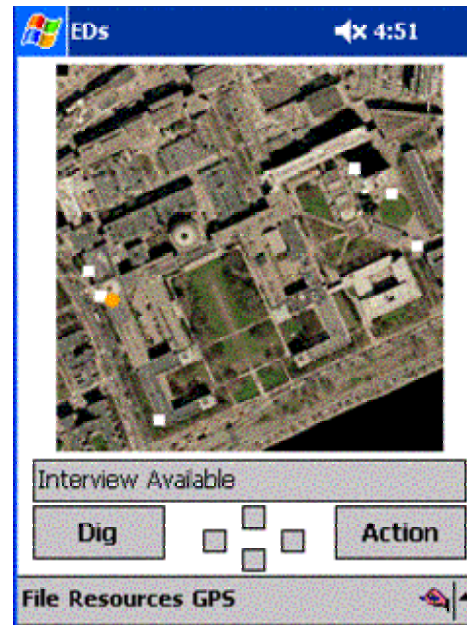 EDs 4:51
Interview Available
Dig Action
File Resources GPS